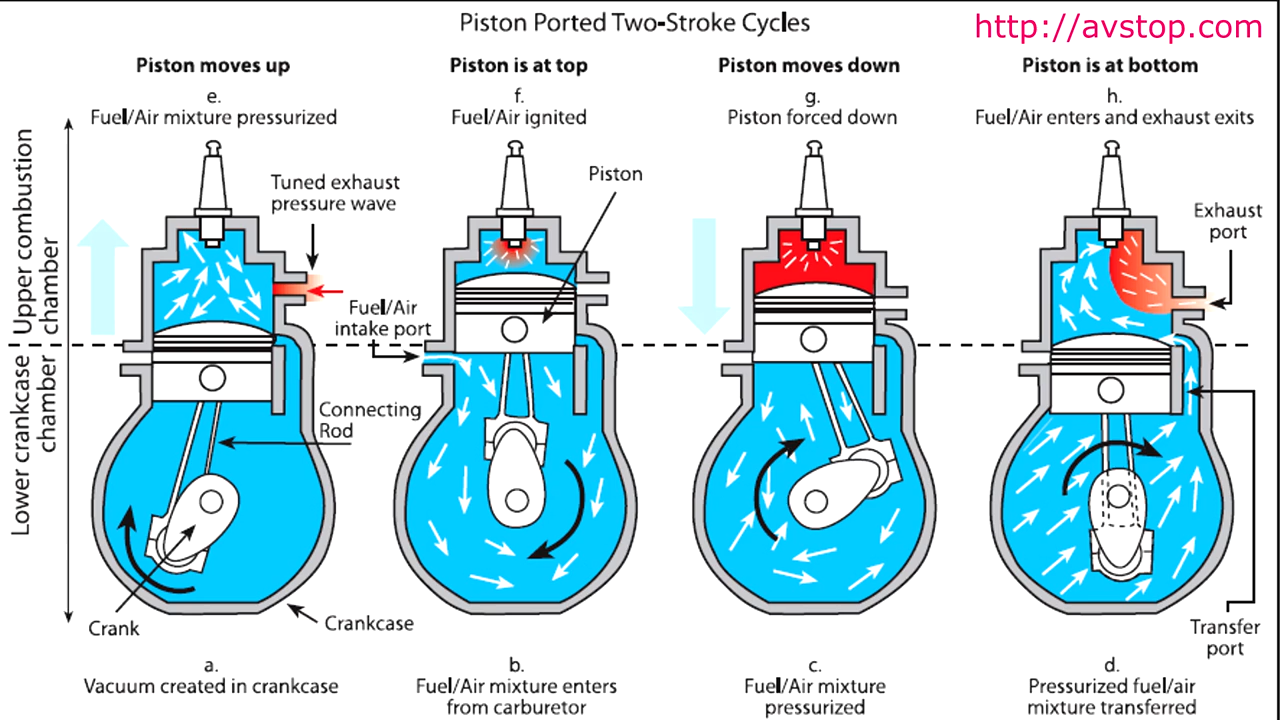 Piston Ported Two-Stroke Cycles
http://avstop.com
Piston moves up
Piston is at top
Piston moves down
Piston is at bottom
e.
Fuel/Air mixture pressurized
f.
Fuel/Air ignited
g.
Piston forced down
h.
Fuel/Air enters and exhaust exits
Upper combustion
chamber
Lower crankcase
chamber
Tuned exhaust
pressure wave
Piston
Exhaust
port
Fuel/Air
intake port
Connecting
Rod
Crank
Crankcase
Transfer
port
a.
Vacuum created in crankcase
b.
Fuel/Air mixture enters
from carburetor
c.
Fuel/Air mixture
pressurized
d.
Pressurized fuel/air
mixture transferred